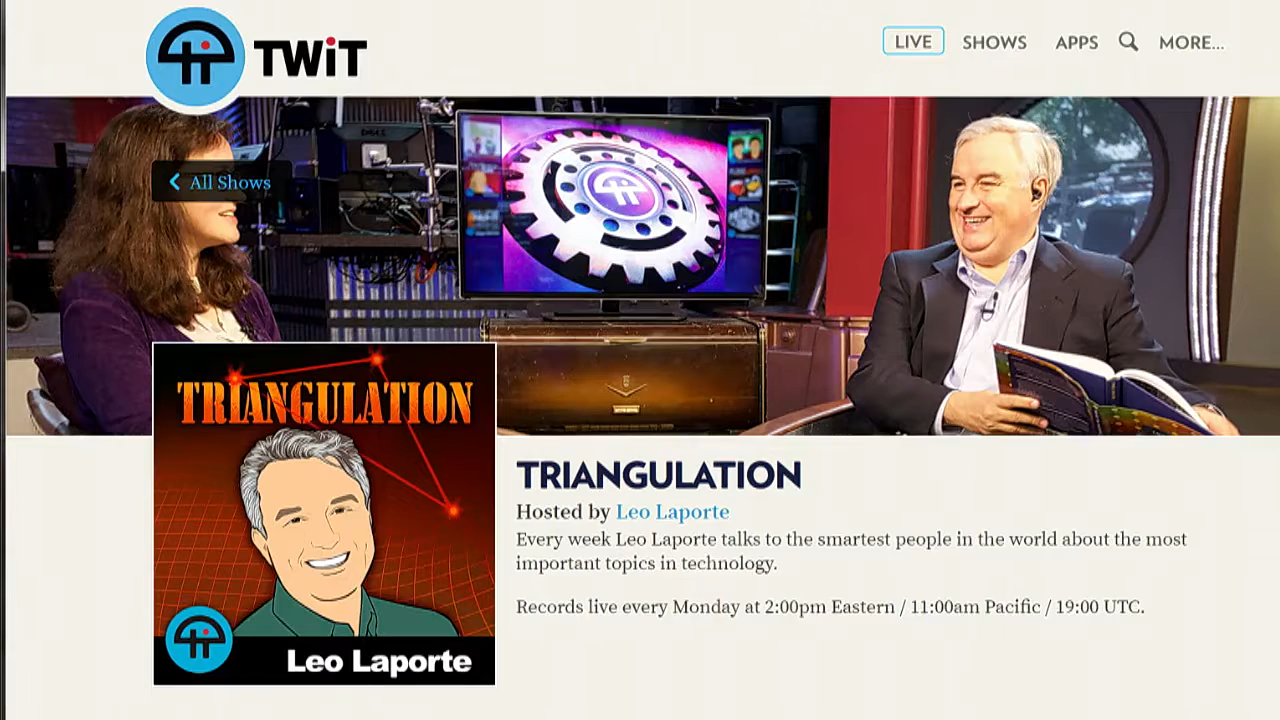 TWiT
LIVE
SHOWS
APPS
MORE...
All Shows
TRIANGULATION
Leo Laporte
TRIANGULATION
Hosted by Leo Laporte
Every week Leo Laporte talks to the smartest people in the world about the most
important topics in technology.
Records live every Monday at 2:00pm Eastern / 11:00am Pacific / 19:00 UTC.